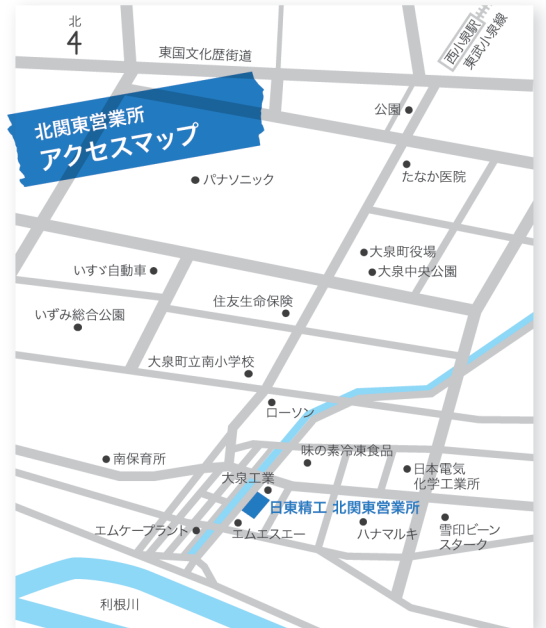 北
4
東国文化歴街道
西小泉駅
東武小泉線
北関東営業所
アクセスマップ
公園
たなか医院
パナソニック
大泉町役場
大泉中央公園
いすゞ自動車
住友生命保険
いずみ総合公園
大泉町立南小学校
ローソン
味の素冷凍食品
南保育所
日本電気
化学工業所
大泉工業
日東精工 北関東営業所
エムケープラント
エムエスエー
ハナマルキ
雪印ビーン
スターク
利根川